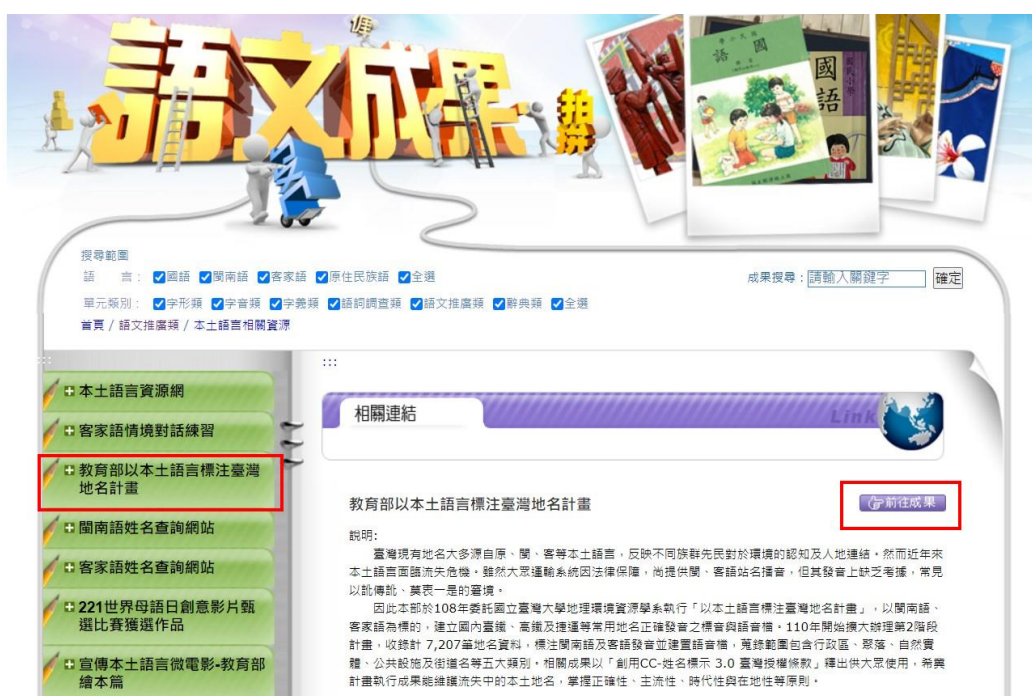 語文成果
拍拚
國民小學
國語
國民小學
國語
搜尋範圍
語 言: 國語 閩南語 客家語 原住民族語 全選
成果搜尋:請輸入關鍵字 確定
單元類別: 字形類 字音類 字義類 語詞調查類 語文推廣類 辭典類 全選
首頁 / 語文推廣類 / 本土語言相關資源
:::
:::
本土語言資源網
客家語情境對話練習
教育部以本土語言標注臺灣
地名計畫
閩南語姓名查詢網站
客家語姓名查詢網站
221世界母語日創意影片甄
選比賽獲選作品
宣傳本土語言微電影-教育部
繪本篇
相關連結
Link
教育部以本土語言標注臺灣地名計畫
前往成果
說明:
臺灣現有地名大多源自原、閩、客等本土語言,反映不同族群先民對於環境的認知及人地連結。然而近年來
本土語言面臨流失危機。雖然大眾運輸系統因法律保障,尚提供閩、客語站名播音,但其發音上缺乏考據,常見
以訛傳訛、莫衷一是的窘境。
因此本部於108年委託國立臺灣大學地理環境資源學系執行「以本土語言標注臺灣地名計畫」,以閩南語、
客家語為標的,建立國內臺鐵、高鐵及捷運等常用地名正確發音之標音與語音檔。110年開始擴大辦理第2階段
計畫,收錄計 7,207筆地名資料,標注閩南語及客語發音並建置語音檔,蒐錄範圍包含行政區、聚落、自然實
體、公共設施及街道名等五大類別。相關成果以「創用CC-姓名標示 3.0 臺灣授權條款」釋出供大眾使用,希冀
計畫執行成果能維護流失中的本土地名,掌握正確性、主流性、時代性與在地性等原則。